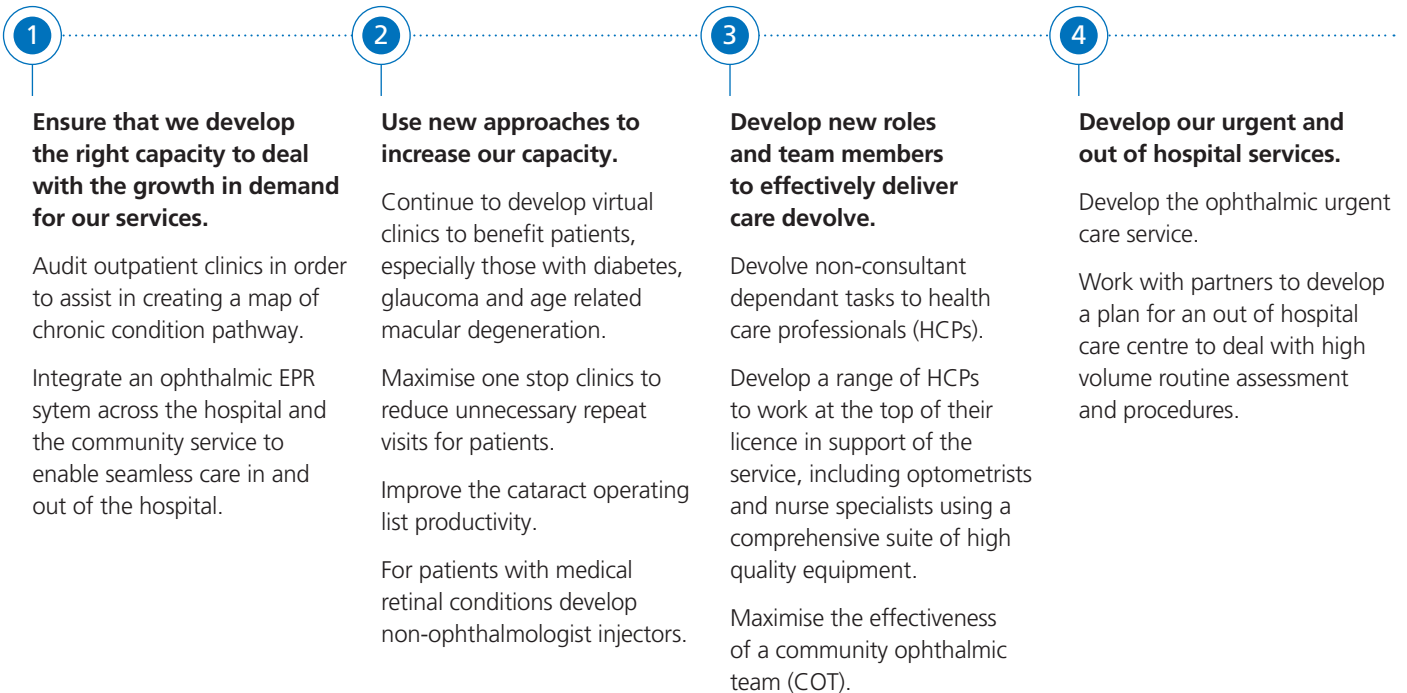 1
Ensure that we develop
the right capacity to deal
with the growth in demand
for our services.
Audit outpatient clinics in order
to assist in creating a map of
chronic condition pathway.
Integrate an ophthalmic EPR
sytem across the hospital and
the community service to
enable seamless care in and
out of the hospital.
2
Use new approaches to
increase our capacity.
Continue to develop virtual
clinics to benefit patients,
especially those with diabetes,
glaucoma and age related
macular degeneration.
Maximise one stop clinics to
reduce unnecessary repeat
visits for patients.
Improve the cataract operating
list productivity.
For patients with medical
retinal conditions develop
non-ophthalmologist injectors.
3
Develop new roles
and team members
to effectively deliver
care devolve.
Devolve non-consultant
dependant tasks to health
care professionals (HCPs).
Develop a range of HCPs
to work at the top of their
licence in support of the
service, including optometrists
and nurse specialists using a
comprehensive suite of high
quality equipment.
Maximise the effectiveness
of a community ophthalmic
team (COT).
4
Develop our urgent and
out of hospital services.
Develop the ophthalmic urgent
care service.
Work with partners to develop
a plan for an out of hospital
care centre to deal with high
volume routine assessment
and procedures.